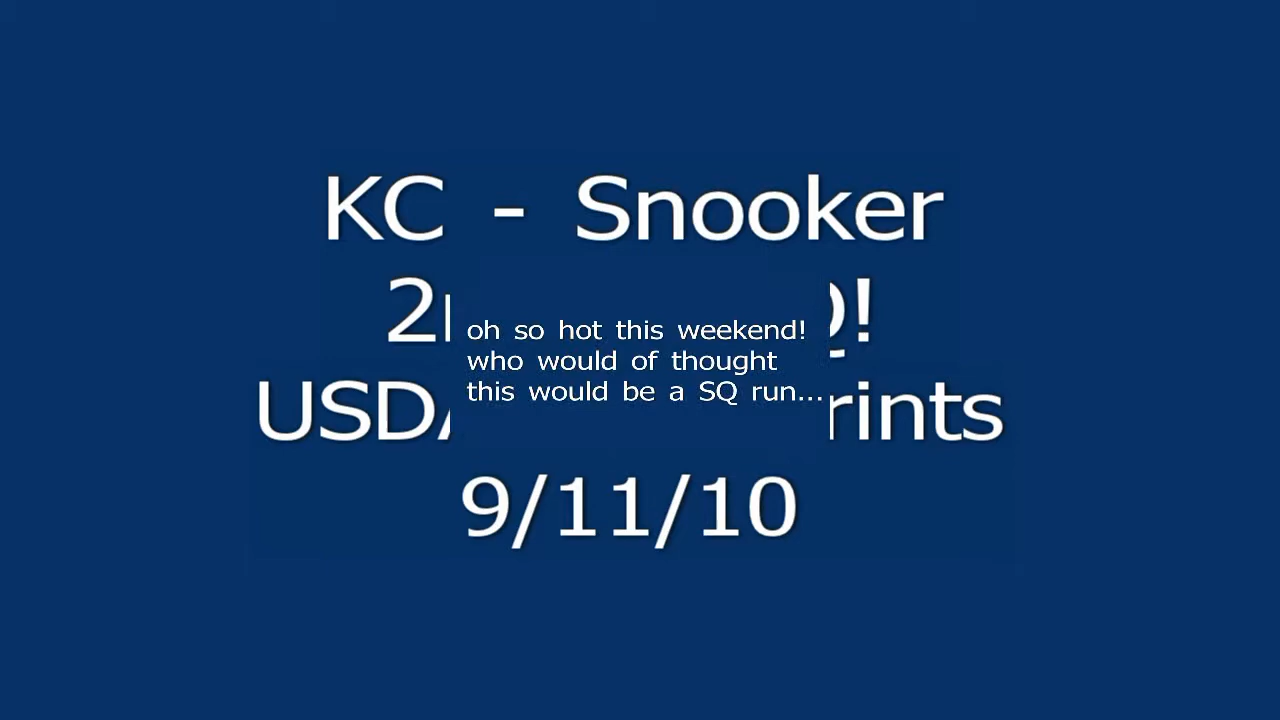 KC - Snooker
oh so hot this weekend!
who would of thought
this would be a SQ run...
9/11/10